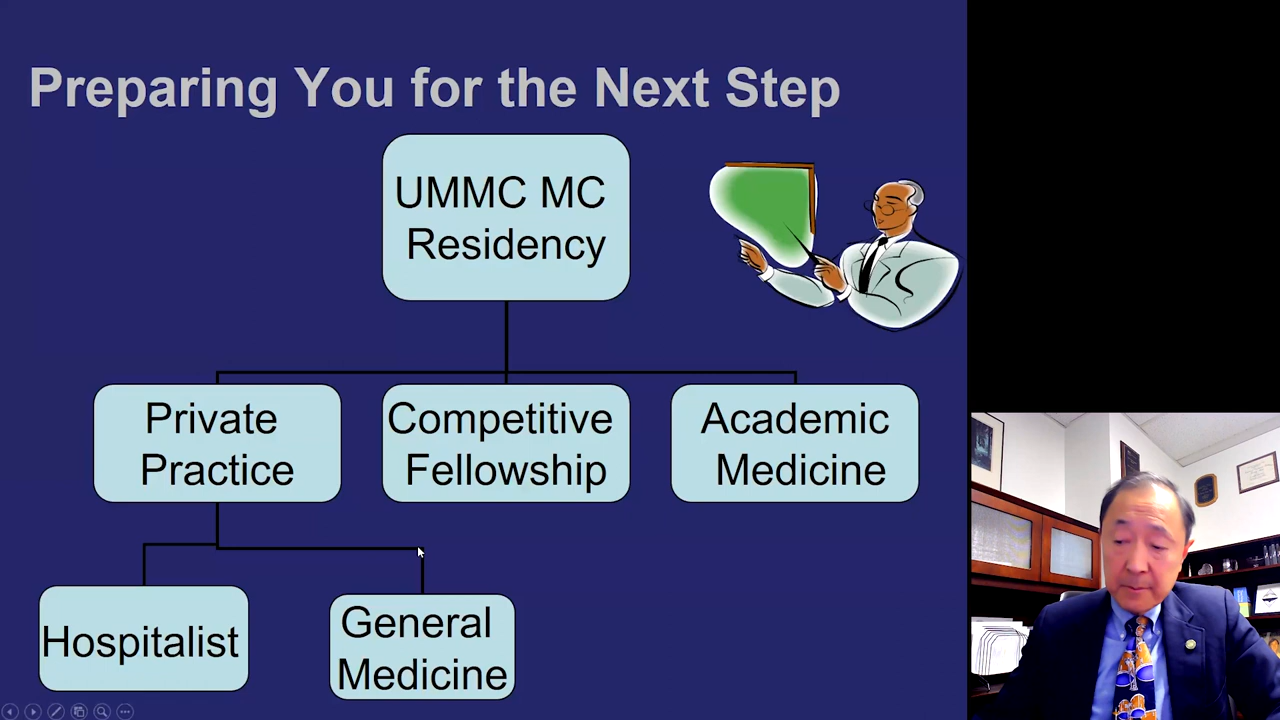 Preparing You for the Next Step
UMMC MC
Residency
Private
Practice
Competitive
Fellowship
Academic
Medicine
Hospitalist
General
Medicine